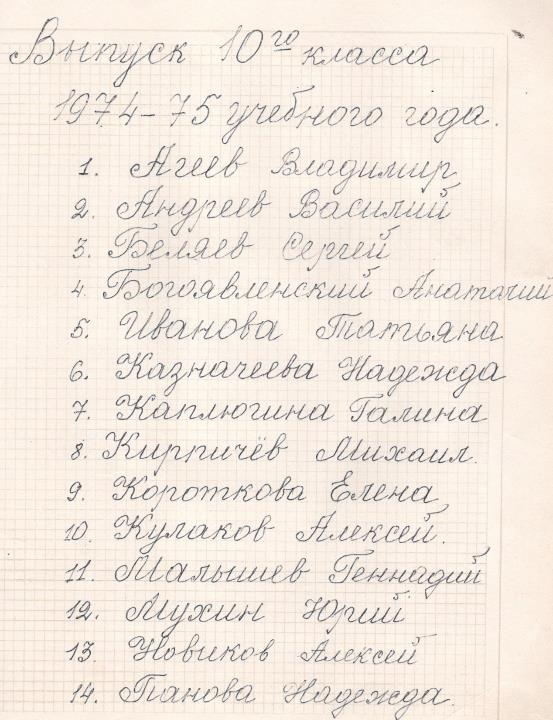 Выпуск 10го класса
1974-75 учебного года.
1. Агеев Владимир
2. Андреев Василий
3. Беляев Сергей
4. Богоявленский Анатолий
5. Иванова Татьяна
6. Казначеева Надежда
7. Каплюгина Галина
8. Кирпичёв Михаил.
9. Короткова Елена
10. Кулаков Алексей.
11. Малышев Геннадий
12. Мухин Юрий
13. Новиков Алексей
14. Панова Надежда.